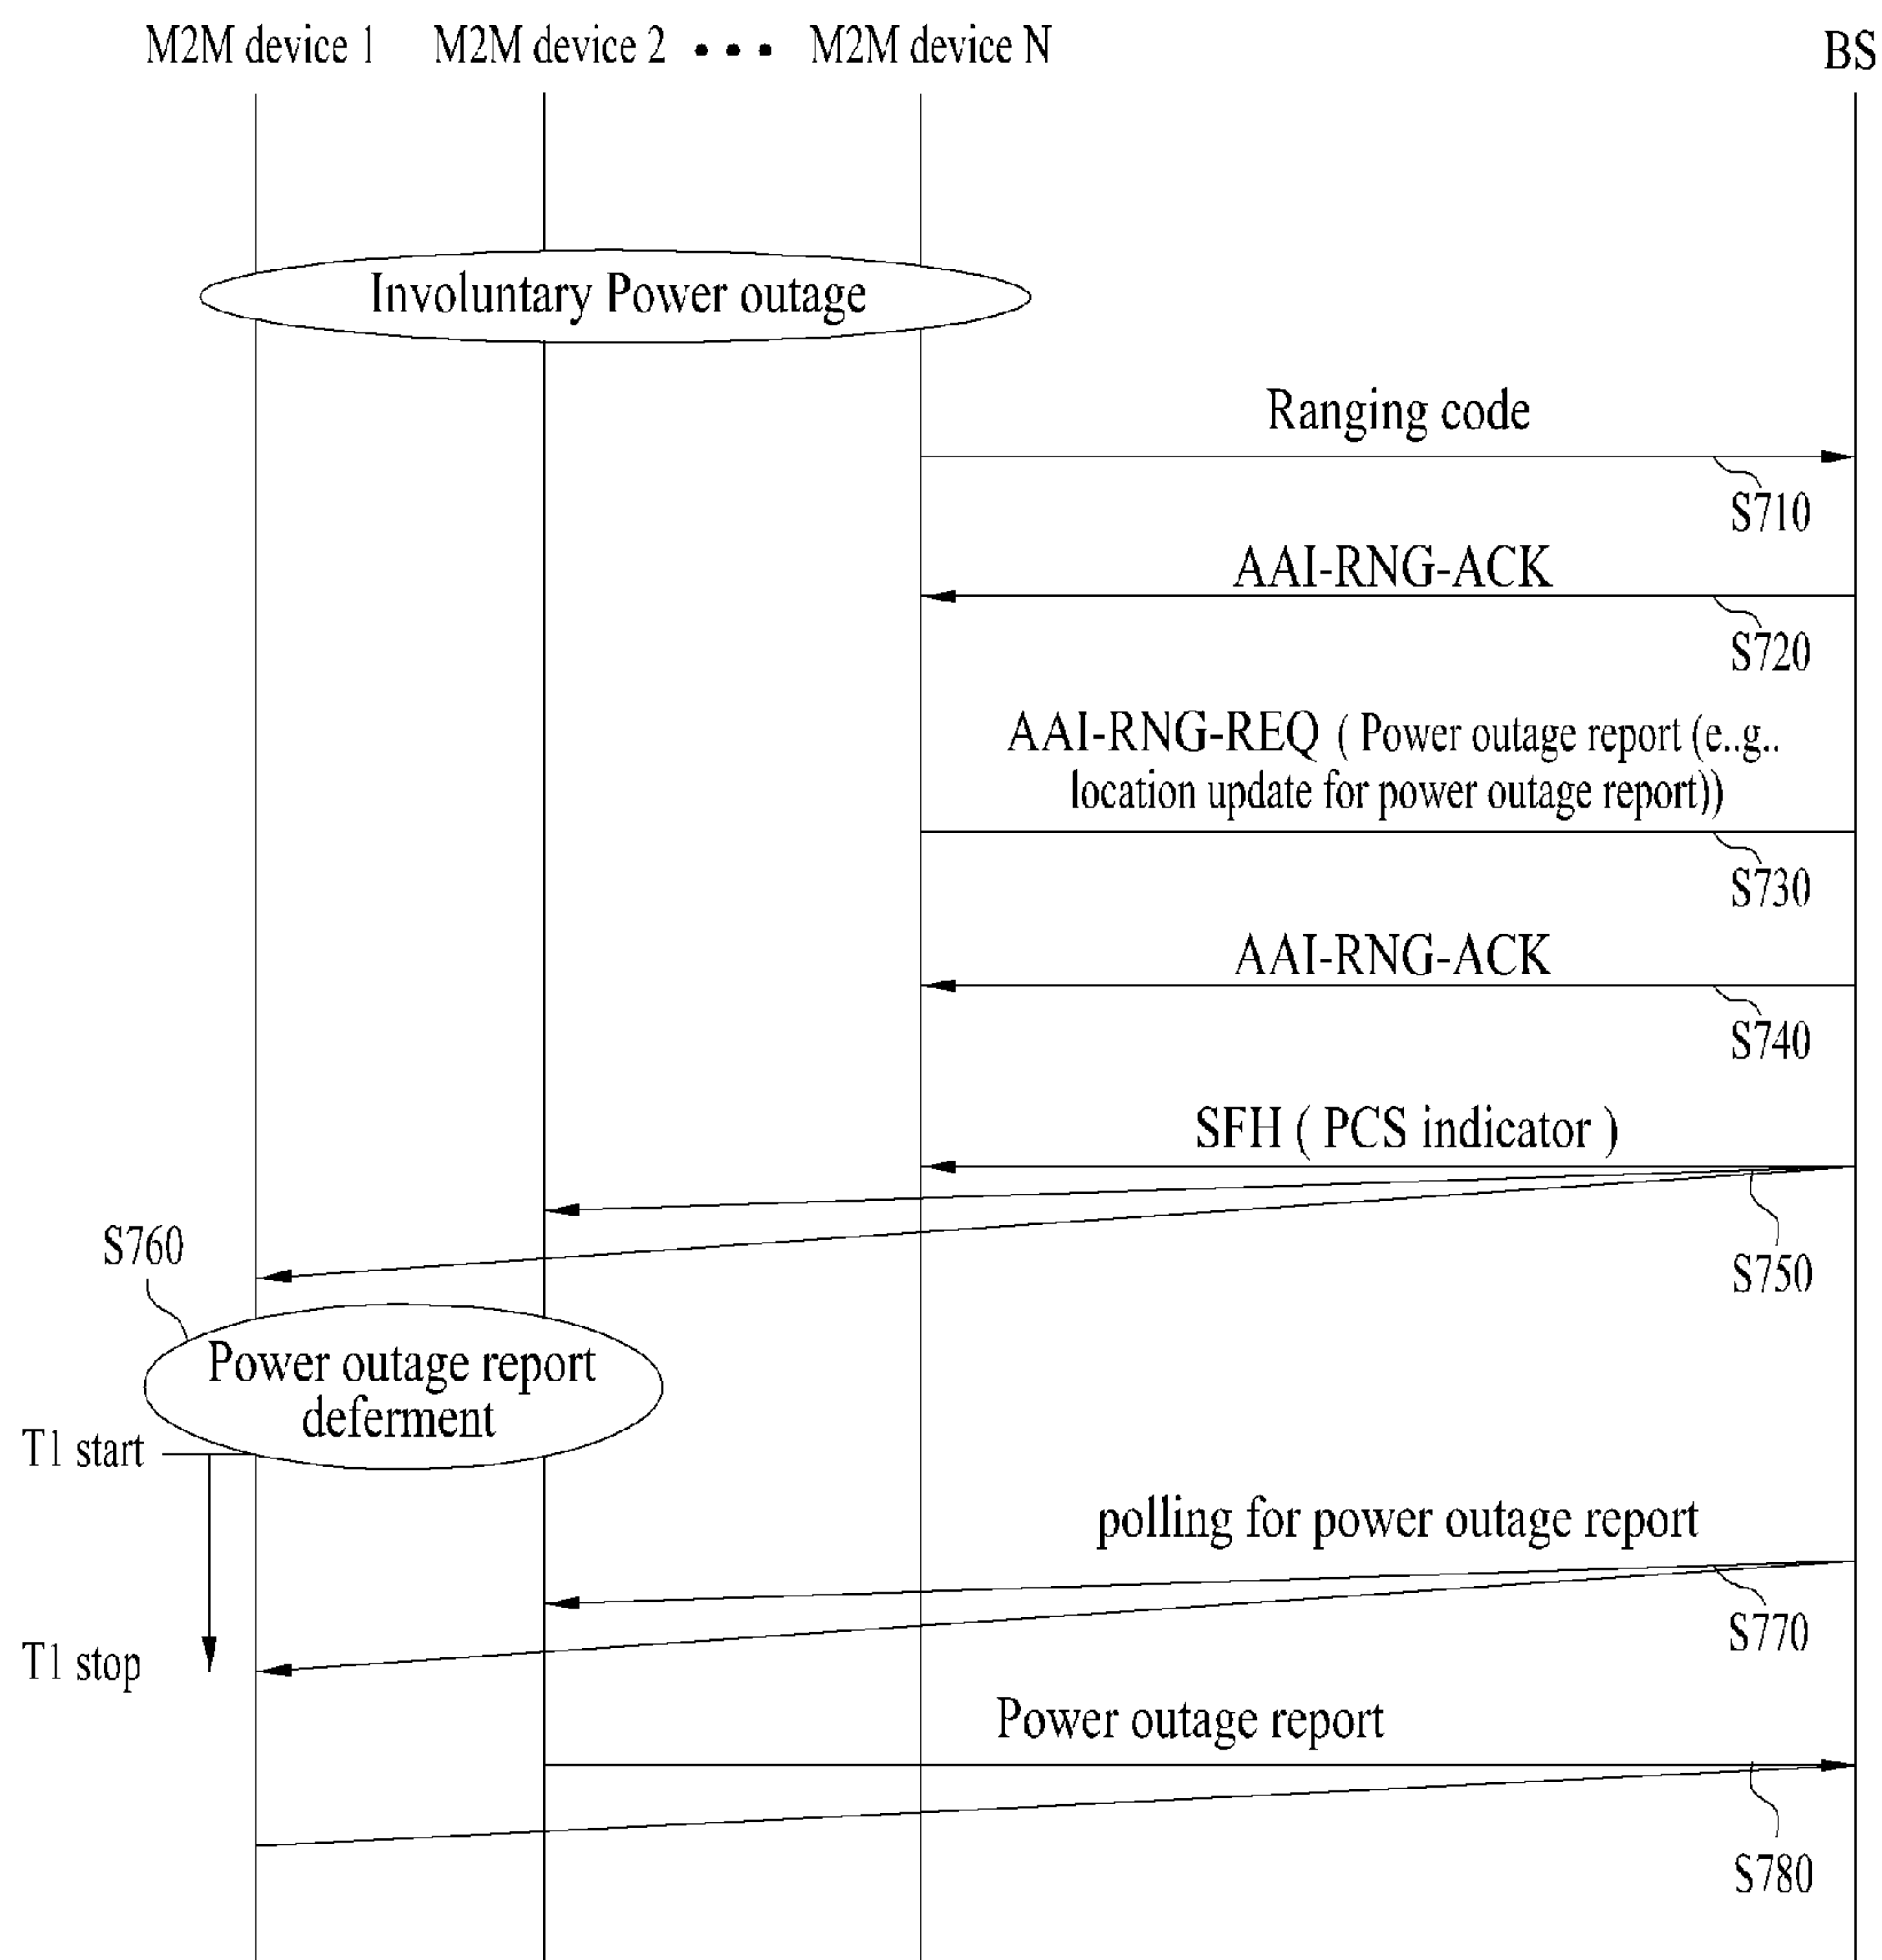 M2M device 1 M2M device 2 ••• M2M device N BS
Involuntary Power outage
Ranging code
S710
AAI-RNG-ACK
S720
AAI-RNG-REQ ( Power outage report (e..g..
location update for power outage report))
S730
AAI-RNG-ACK
S740
SFH ( PCS indicator )
S750
S760
Power outage report
deferment
T1 start
polling for power outage report
S770
T1 stop
Power outage report
S780